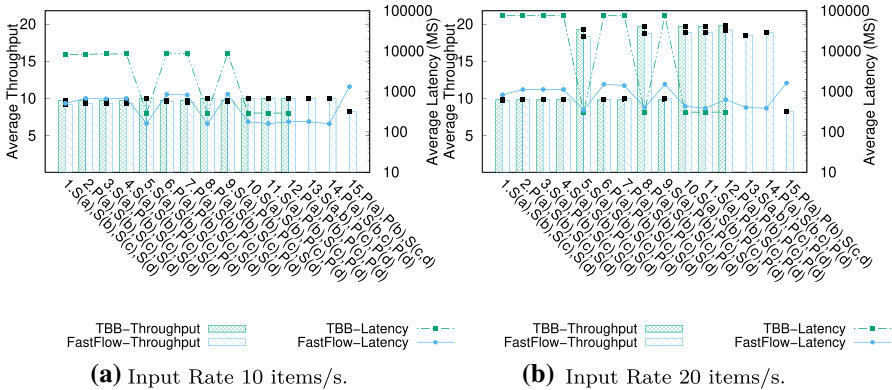 20
15
10
5
Average Throughput
100000
10000
1000
100
10
Average Latency (MS)
1.S(a),S(b),S(c),S(d)
2.P(a),S(b),S(c),S(d)
3.S(a),P(b),S(c),S(d)
4.S(a),S(b),P(c),S(d)
5.S(a),S(b),S(c),P(d)
6.P(a),P(b),S(c),S(d)
7.P(a),S(b),P(c),S(d)
8.P(a),S(b),S(c),P(d)
9.S(a),P(b),P(c),S(d)
10.S(a),P(b),S(c),P(d)
11.S(a),S(b),P(c),P(d)
12.P(a),P(b),P(c),P(d)
13.S(a,b),P(c),P(d)
14.P(a),S(b,c),P(d)
15.P(a),P(b),S(c,d)
TBB-Throughput
FastFlow-Throughput
TBB-Latency
FastFlow-Latency
(a) Input Rate 10 items/s.
20
15
10
5
Average Throughput
100000
10000
1000
100
10
Average Latency (MS)
1.S(a),S(b),S(c),S(d)
2.P(a),S(b),S(c),S(d)
3.S(a),P(b),S(c),S(d)
4.S(a),S(b),P(c),S(d)
5.S(a),S(b),S(c),P(d)
6.P(a),P(b),S(c),S(d)
7.P(a),S(b),P(c),S(d)
8.P(a),S(b),S(c),P(d)
9.S(a),P(b),P(c),S(d)
10.S(a),P(b),S(c),P(d)
11.S(a),S(b),P(c),P(d)
12.P(a),P(b),P(c),P(d)
13.S(a,b),P(c),P(d)
14.P(a),S(b,c),P(d)
15.P(a),P(b),S(c,d)
TBB-Throughput
FastFlow-Throughput
TBB-Latency
FastFlow-Latency
(b) Input Rate 20 items/s.